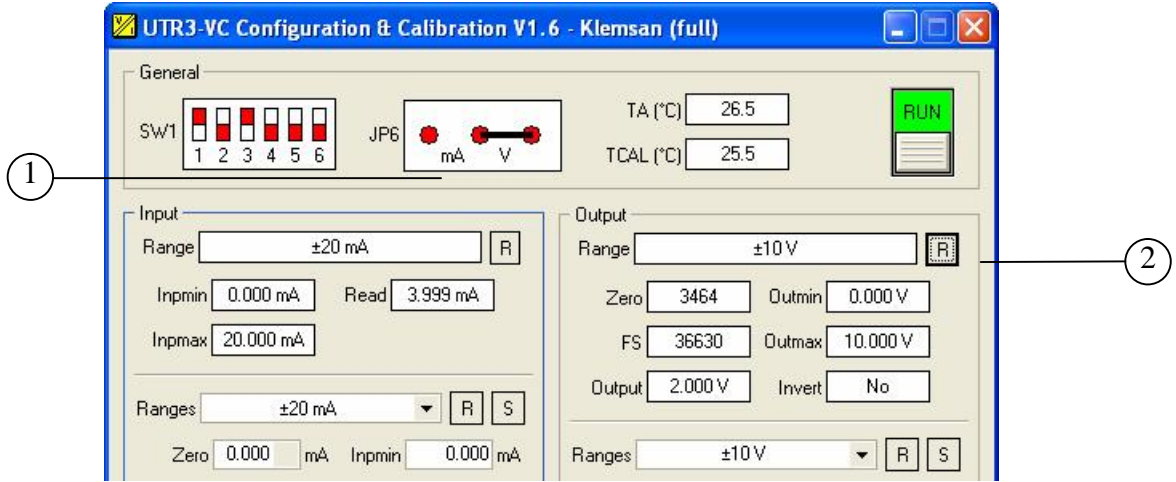 UTR3-VC Configuration & Calibration V1.6 - Klemsan (full)
General
SW1
1 2 3 4 5 6
JP6
mA V
TA (°C) 26.5
TCAL (°C) 25.5
RUN
1
Input
Range ±20 mA R
Inpmin 0.000 mA Read 3.999 mA
Inpmax 20.000 mA
Ranges ±20 mA R S
Zero 0.000 mA Inpmin 0.000 mA
Output
Range ±10 V R
2
Zero 3464 Outmin 0.000 V
FS 36630 Outmax 10.000 V
Output 2.000 V Invert No
Ranges ±10 V R S